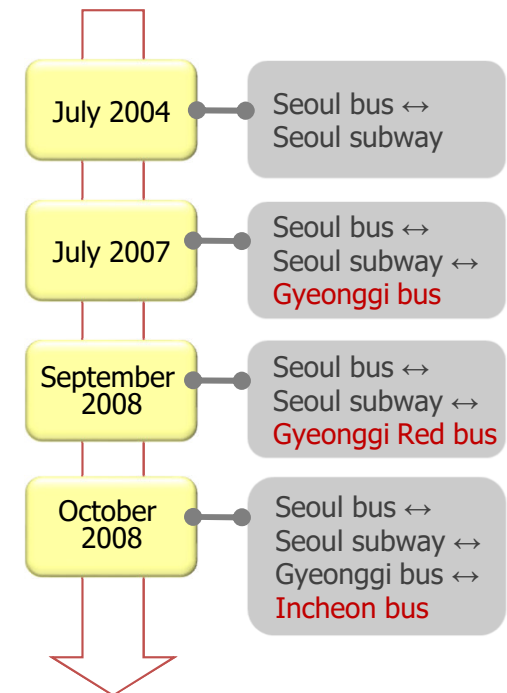 July 2004
Seoul bus ↔
Seoul subway
July 2007
Seoul bus ↔
Seoul subway ↔
Gyeonggi bus
September
2008
Seoul bus ↔
Seoul subway ↔
Gyeonggi Red bus
October
2008
Seoul bus ↔
Seoul subway ↔
Gyeonggi bus ↔
Incheon bus